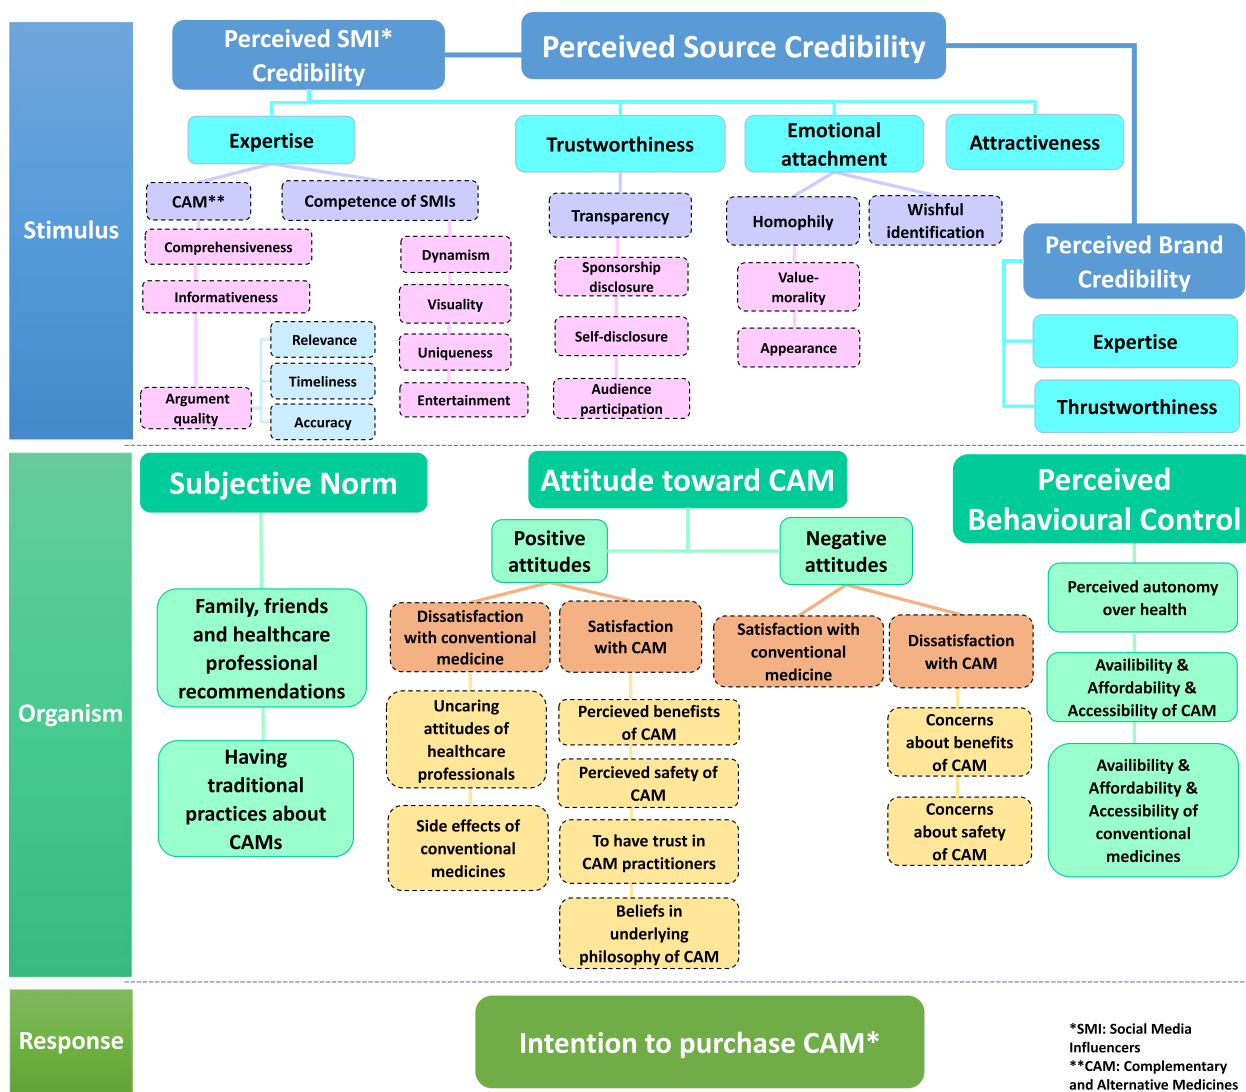 Stimulus
Perceived SMI*
Credibility
Perceived Source Credibility
Expertise
Trustworthiness
Emotional
attachment
Attractiveness
CAM**
Competence of SMIs
Transparency
Homophily
Wishful
identification
Comprehensiveness
Informativeness
Argument
quality
Relevance
Timeliness
Accuracy
Dynamism
Visuality
Uniqueness
Entertainment
Sponsorship
disclosure
Self-disclosure
Audience
participation
Value-
morality
Appearance
Perceived Brand
Credibility
Expertise
Thrustworthiness
Organism
Subjective Norm
Family, friends
and healthcare
professional
recommendations
Having
traditional
practices about
CAMs
Attitude toward CAM
Positive
attitudes
Negative
attitudes
Dissatisfaction
with conventional
medicine
Satisfaction
with CAM
Satisfaction with
conventional
medicine
Dissatisfaction
with CAM
Uncaring
attitudes of
healthcare
professionals
Side effects of
conventional
medicines
Percieved benefists
of CAM
Percieved safety of
CAM
To have trust in
CAM practitioners
Beliefs in
underlying
philosophy of CAM
Concerns
about benefits
of CAM
Concerns
about safety
of CAM
Perceived
Behavioural Control
Perceived autonomy
over health
Availibility &
Affordability &
Accessibility of CAM
Availibility &
Affordability &
Accessibility of
conventional
medicines
Response
Intention to purchase CAM*
*SMI: Social Media
Influencers
**CAM: Complementary
and Alternative Medicines